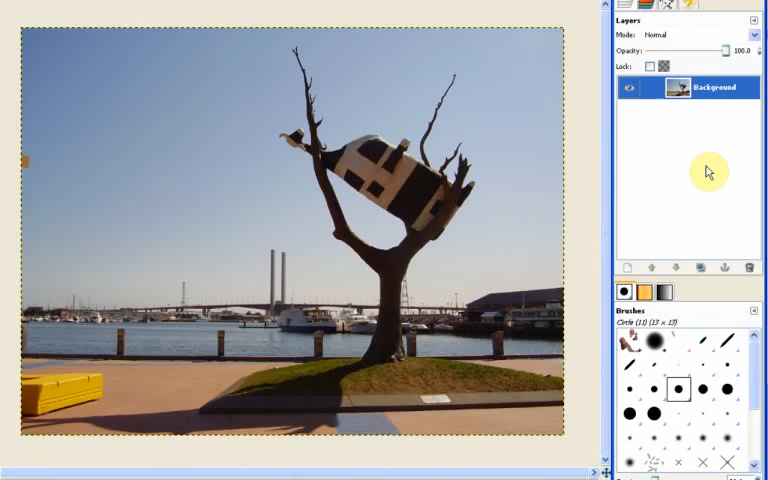 Layers
Mode: Normal
Opacity: 100.0
Lock:
Background
Brushes
Circle (11) (13 x 13)